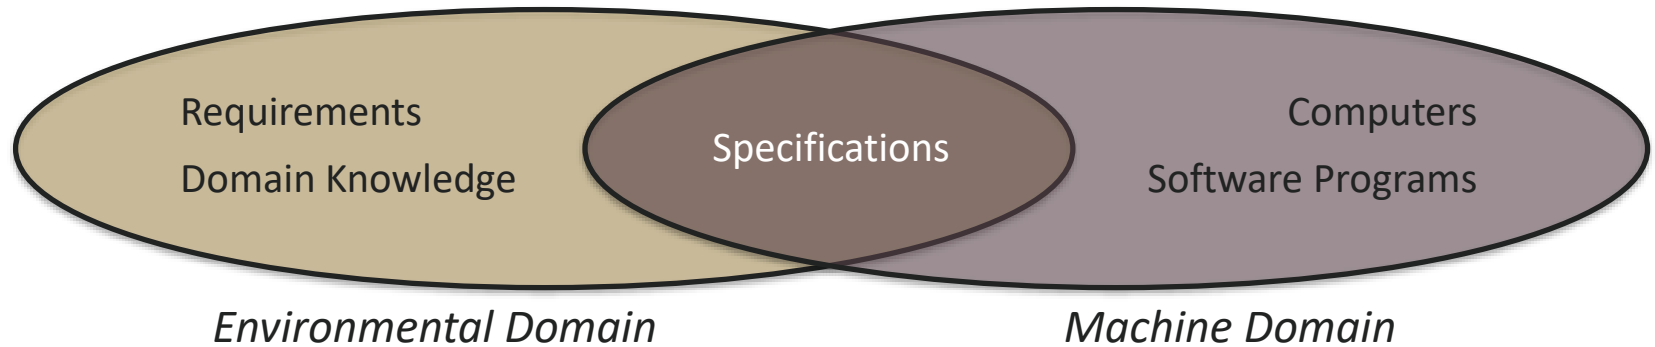 Requirements
Domain Knowledge
Specifications
Computers
Software Programs
Environmental Domain
Machine Domain